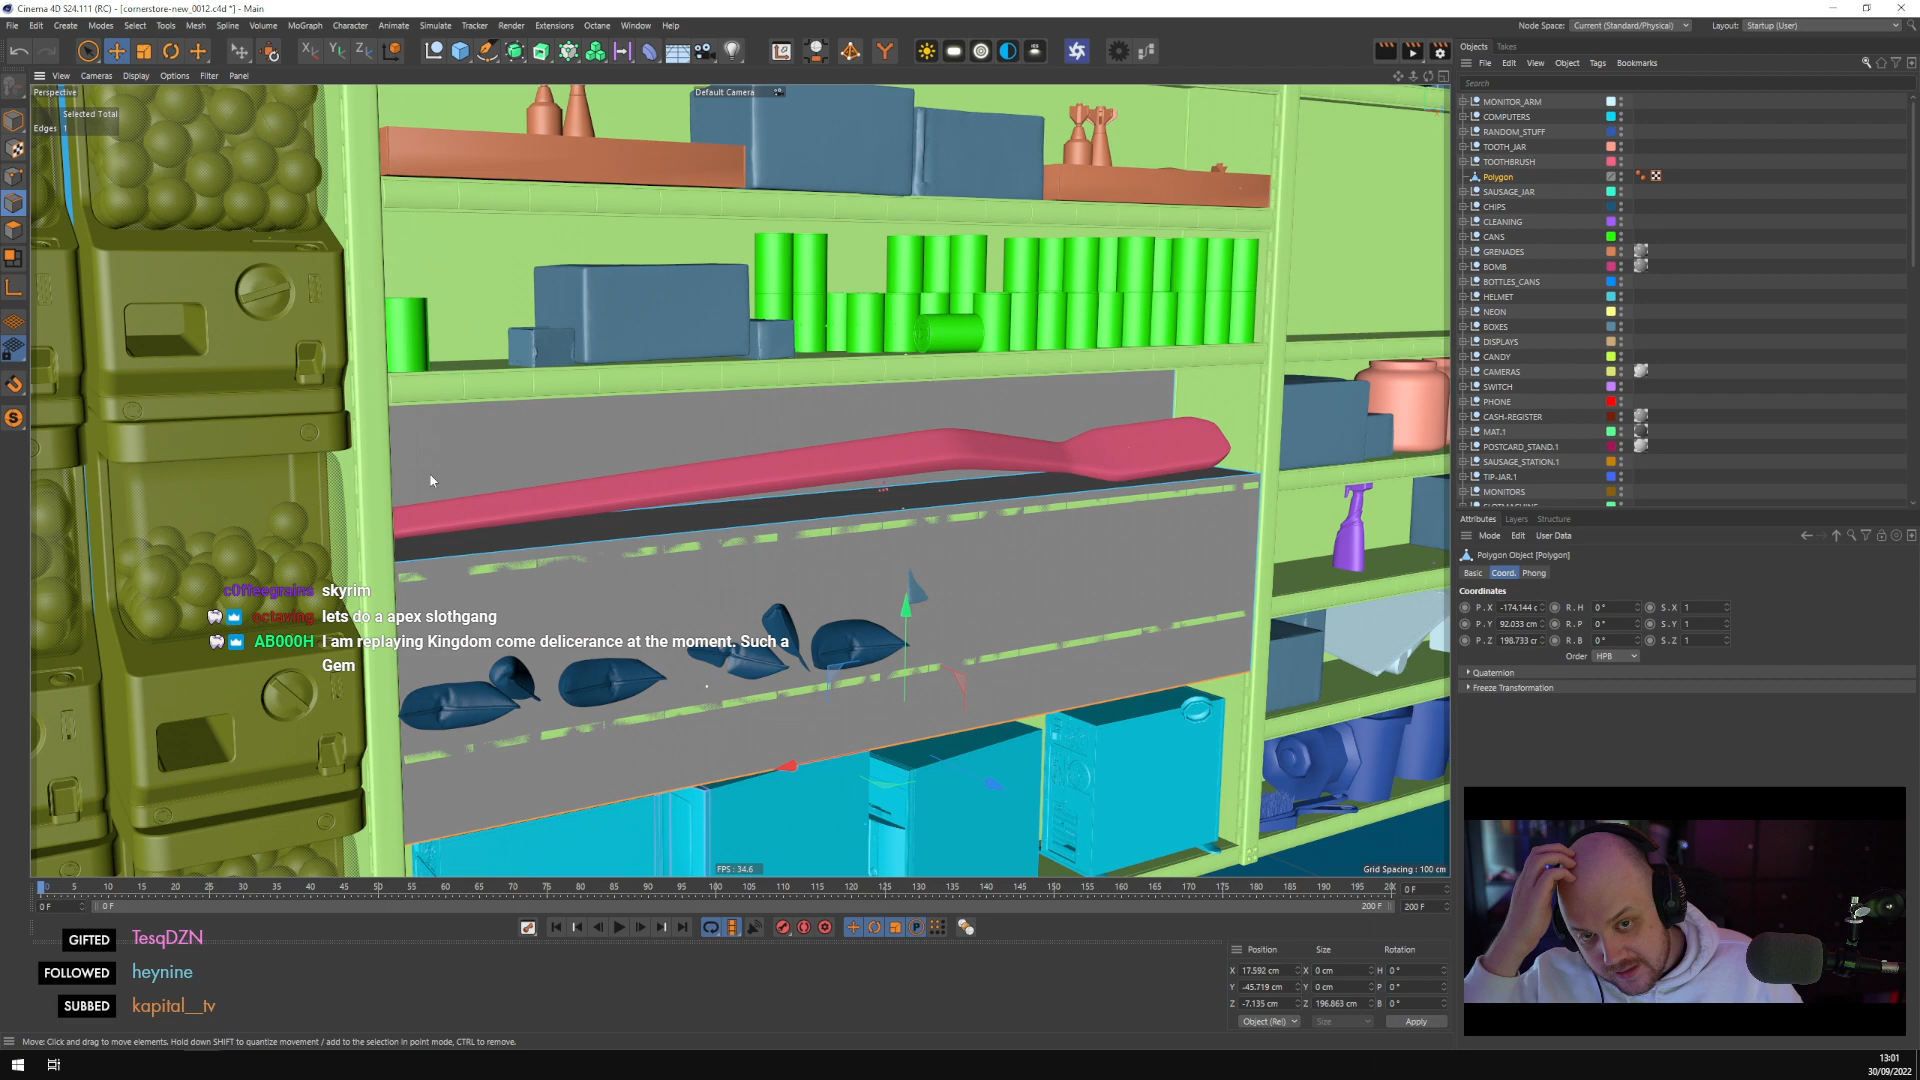 Cinema 4D S24.111 (RC) - [cornerstore-new_0012.c4d *] - Main
File Edit Create Modes Select Tools Mesh Spline Volume MoGraph Character Animate Simulate Tracker Render Extensions Octane Window Help
Node Space: Current (Standard/Physical) Layout: Startup (User)
Objects Takes
File Edit View Object Tags Bookmarks
Search
View Cameras Display Options Filter Panel
Perspective
Default Camera
Selected Total
Edges 1
MONITOR_ARM
COMPUTERS
RANDOM_STUFF
TOOTH_JAR
TOOTHBRUSH
Polygon
SAUSAGE_JAR
CHIPS
CLEANING
CANS
GRENADES
BOMB
BOTTLES_CANS
HELMET
NEON
BOXES
DISPLAYS
CANDY
CAMERAS
SWITCH
PHONE
CASH-REGISTER
MAT.1
POSTCARD_STAND.1
SAUSAGE_STATION.1
TIP-JAR.1
MONITORS
Attributes Layers Structure
Mode Edit User Data
Polygon Object [Polygon]
Basic Coord. Phong
Coordinates
P . X -174.144 c R . H 0 ° S . X 1
P . Y 92.033 cm R . P 0 ° S . Y 1
P . Z 198.733 cr R . B 0 ° S . Z 1
Order HPB
Quaternion
Freeze Transformation
c0ffeegrains skyrim
octaving lets do a apex slothgang
AB000H I am replaying Kingdom come delicerance at the moment. Such a
Gem
FPS : 34.6
Grid Spacing : 100 cm
0 5 10 15 20 25 30 35 40 45 50 55 60 65 70 75 80 85 90 95 100 105 110 115 120 125 130 135 140 145 150 155 160 165 170 175 180 185 190 195 200 0 F
0 F 0 F 200 F 200 F
GIFTED TesqDZN
FOLLOWED heynine
SUBBED kapital__tv
Position Size Rotation
X 17.592 cm X 0 cm H 0 °
Y -45.719 cm Y 0 cm P 0 °
Z -7.135 cm Z 196.863 cm B 0 °
Object (Rel) Size Apply
Move: Click and drag to move elements. Hold down SHIFT to quantize movement / add to the selection in point mode, CTRL to remove.
13:01
30/09/2022